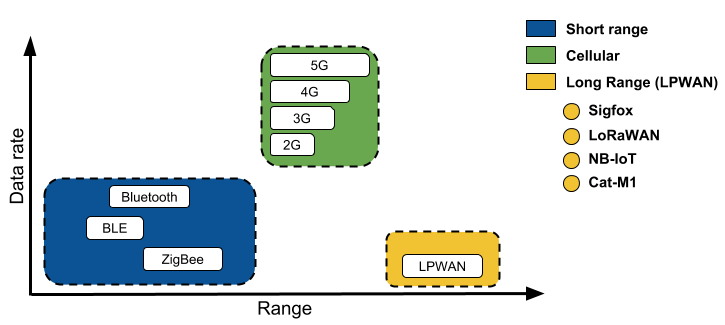 Data rate
Range
5G
4G
3G
2G
Bluetooth
BLE
ZigBee
LPWAN
Short range
Cellular
Long Range (LPWAN)
Sigfox
LoRaWAN
NB-IoT
Cat-M1